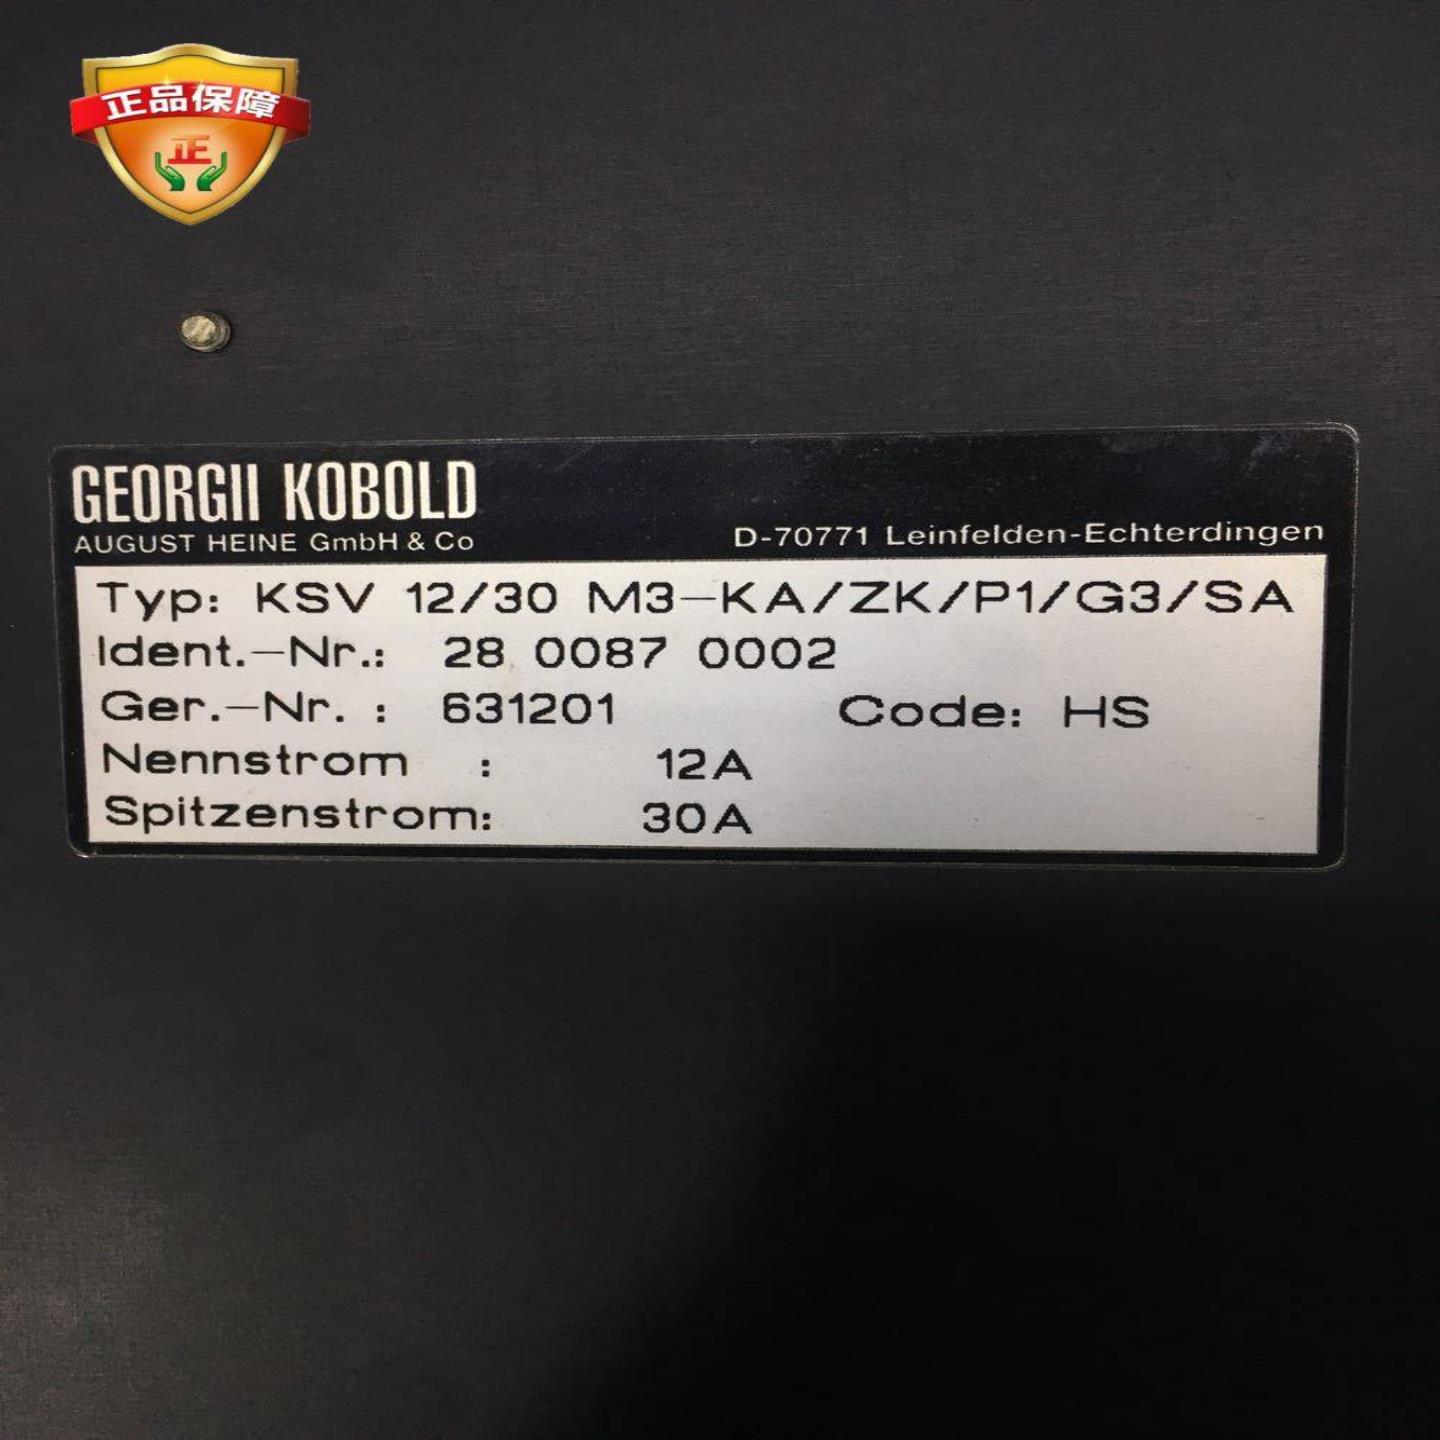 正品保障
正
GEORGII KOBOLD
AUGUST HEINE GmbH & Co
D-70771 Leinfelden-Echterdingen
Typ: KSV 12/30 M3-KA/ZK/P1/G3/SA
Ident.-Nr.: 28 0087 0002
Ger.-Nr. : 631201 Code: HS
Nennstrom : 12A
Spitzenstrom: 30A